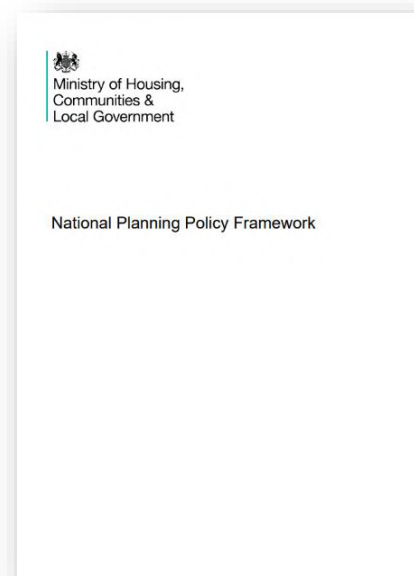 Ministry of Housing,
Communities &
Local Government
National Planning Policy Framework